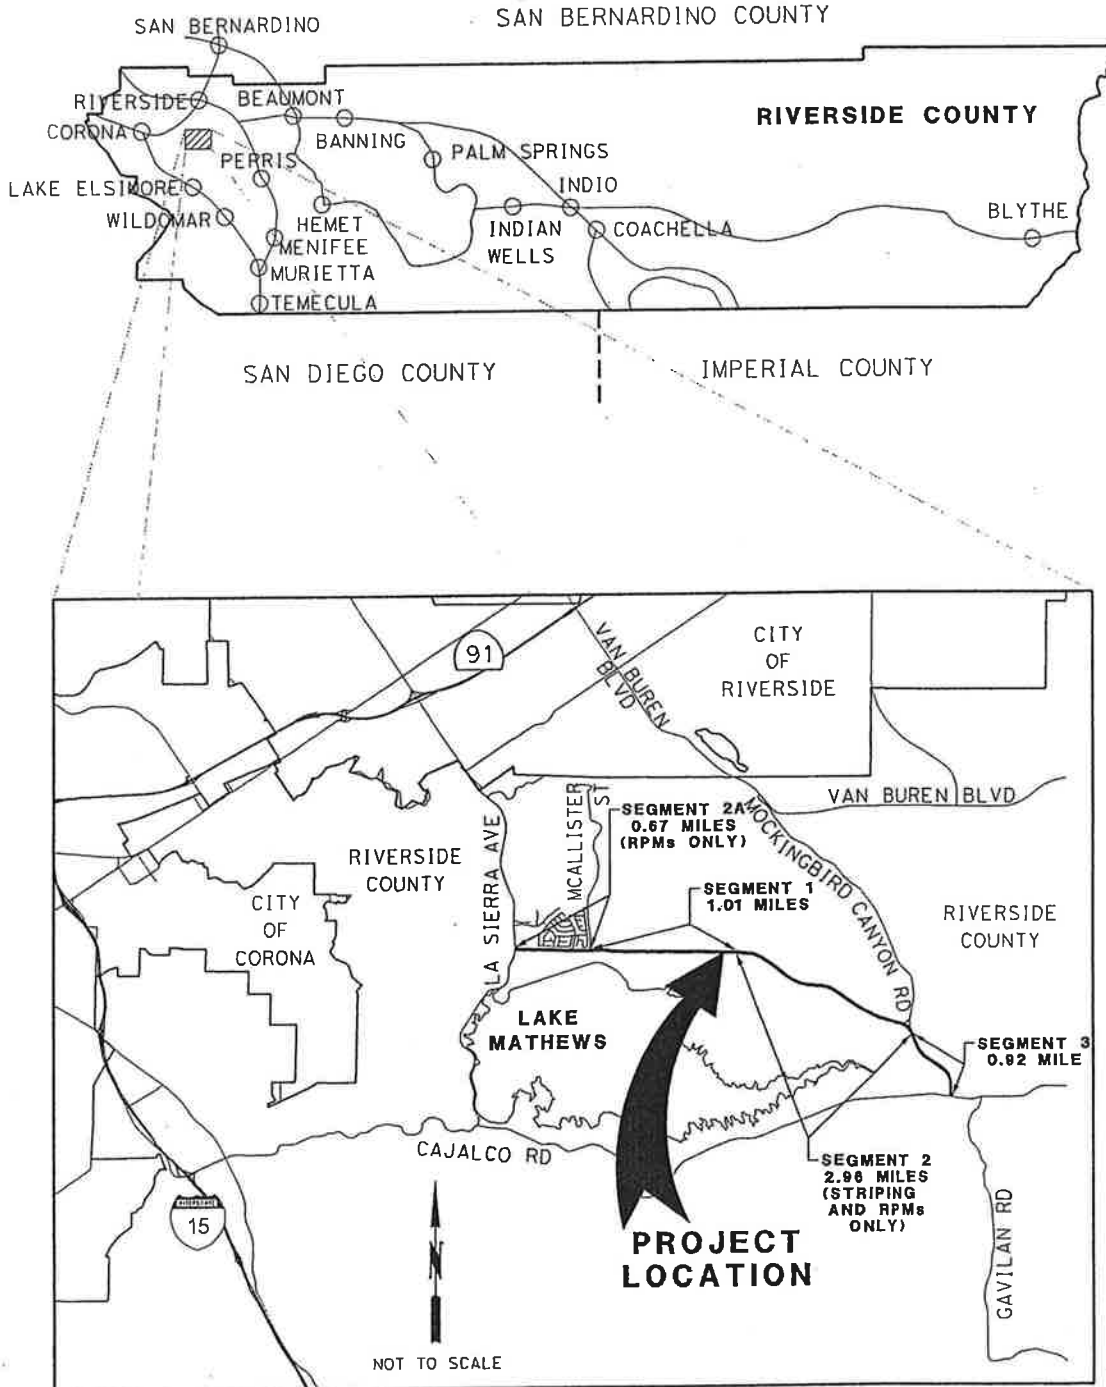 SAN BERNARDINO COUNTY
SAN BERNARDINO
RIVERSIDE
BEAUMONT
RIVERSIDE COUNTY
CORONA
BANNING
PERRIS
PALM SPRINGS
LAKE ELSIMORE
INDIO
WILDOMAR
HEMET
INDIAN
WELLS
COACHELLA
BLYTHE
MENIFEE
MURIETTA
TEMECULA
SAN DIEGO COUNTY
IMPERIAL COUNTY
91
VAN BUREN
BLVD
CITY
OF
RIVERSIDE
VAN BUREN BLVD
MCALLISTER
ST
SEGMENT 2A
0.67 MILES
(RPMs ONLY)
MOCKINGBIRD CANYON RD
LA SIERRA AVE
RIVERSIDE
COUNTY
SEGMENT 1
1.01 MILES
CITY
OF
CORONA
RIVERSIDE
COUNTY
LAKE
MATHEWS
SEGMENT 3
0.92 MILE
CAJALCO RD
SEGMENT 2
2.96 MILES
(STRIPING
AND RPMs
ONLY)
INTERSTATE
15
N
PROJECT
LOCATION
GAVILAN RD
NOT TO SCALE